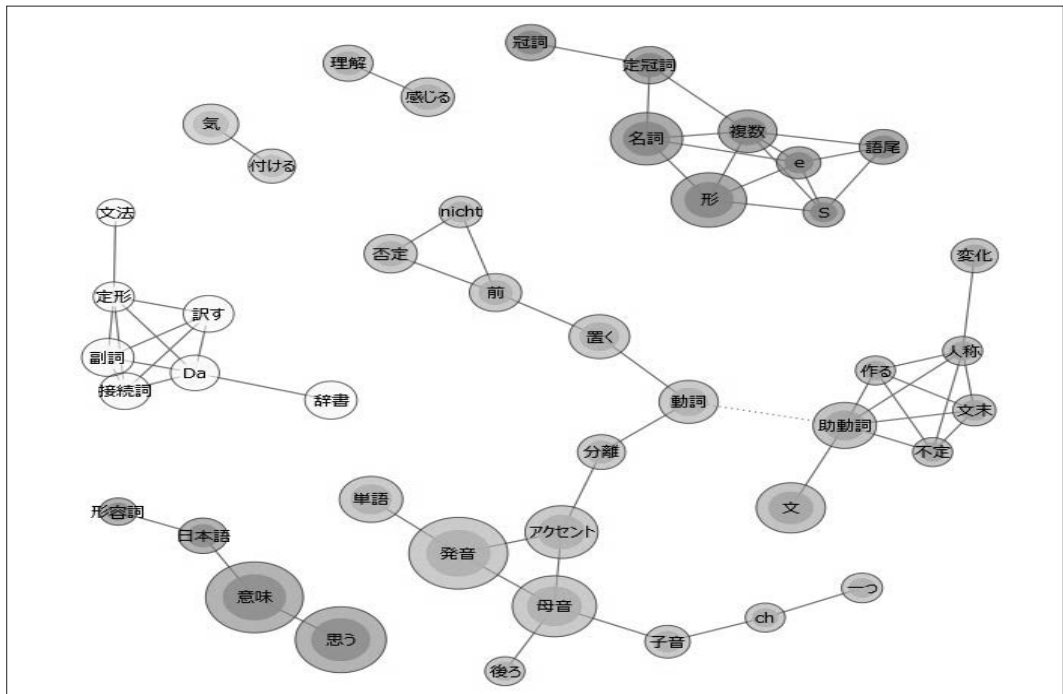 冠詞
理解
定冠詞
感じる
気
名詞
複数
語尾
付ける
e
形
S
文法
nicht
否定
変化
前
定形
訳す
置く
人称
副詞
作る
Da
接続詞
辞書
動詞
文末
助動詞
不定
分離
単語
文
形容詞
日本語
アクセント
発音
意味
母音
一つ
ch
思う
子音
後ろ